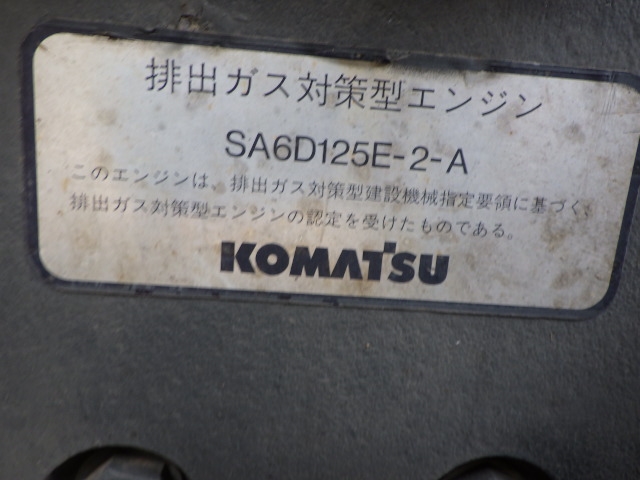 排出ガス対策型エンジン
SA6D125E-2-A
このエンジンは、排出ガス対策型建設機械指定要領に基づく、
排出ガス対策型エンジンの認定を受けたものである。
KOMATSU